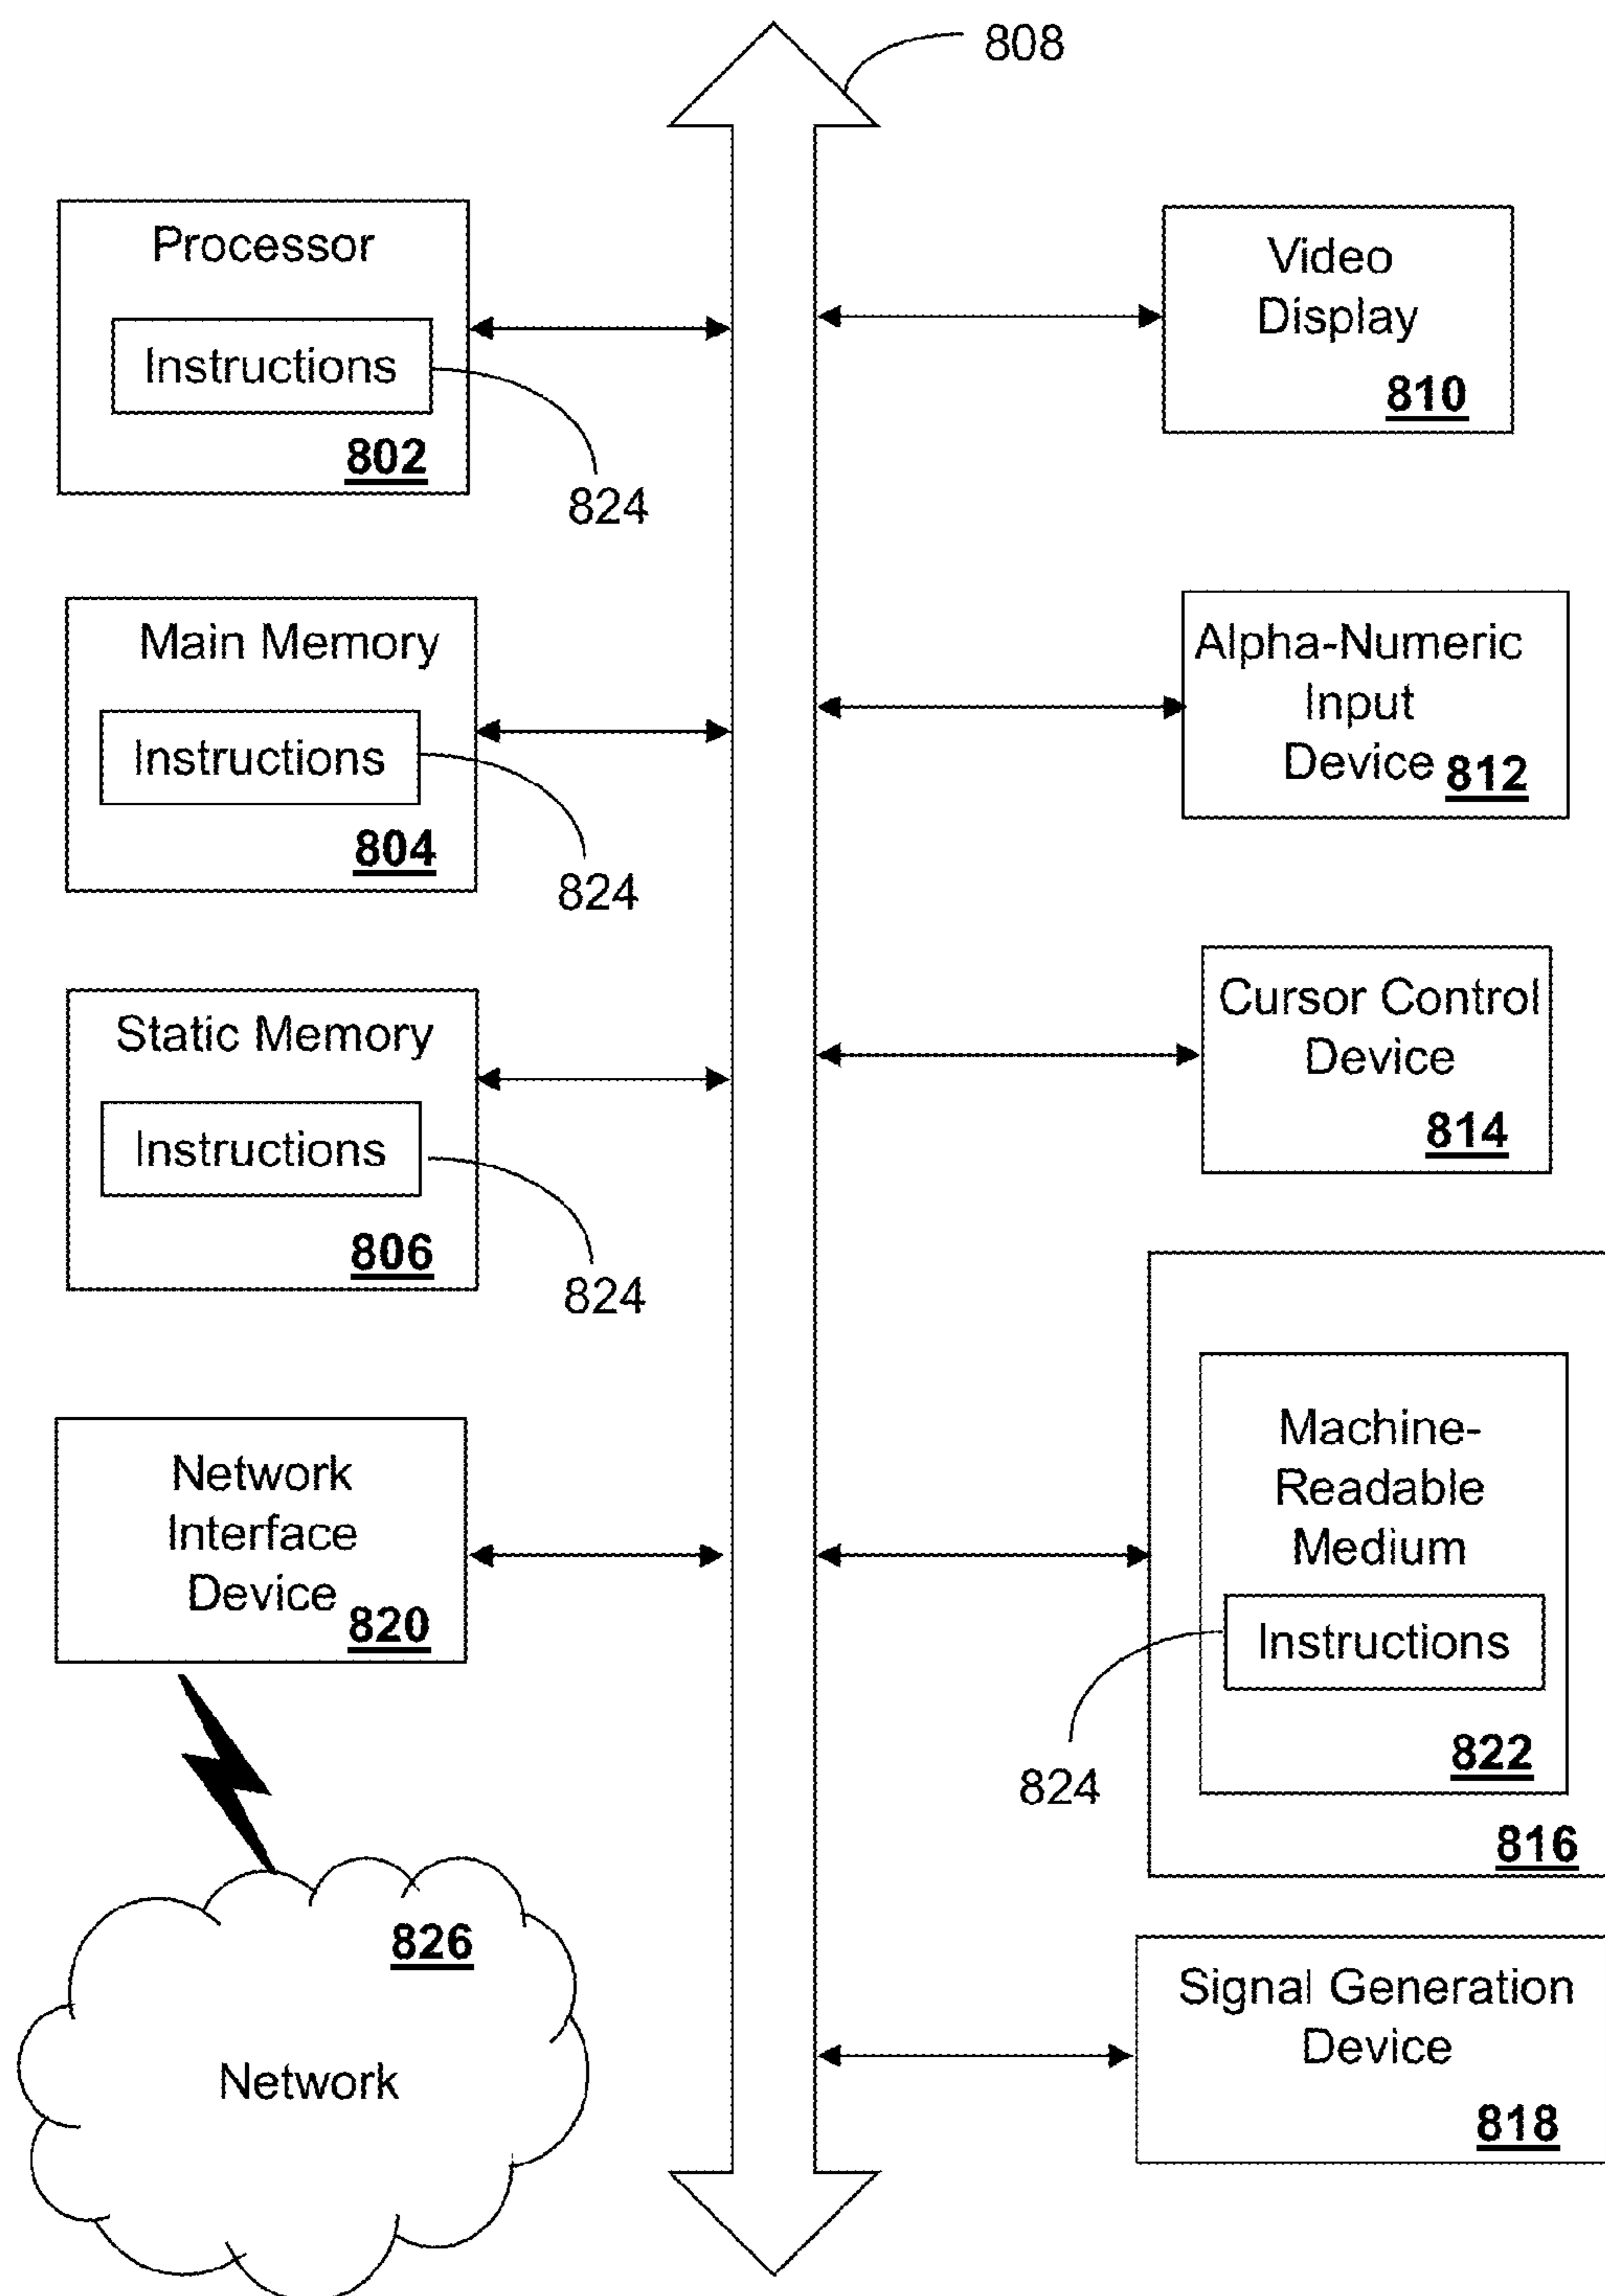 808
Processor
Instructions
802
824
Main Memory
Instructions
804
824
Static Memory
Instructions
806
824
Network
Interface
Device
820
826
Network
Video
Display
810
Alpha-Numeric
Input
Device 812
Cursor Control
Device
814
Machine-
Readable
Medium
Instructions
822
824
816
Signal Generation
Device
818